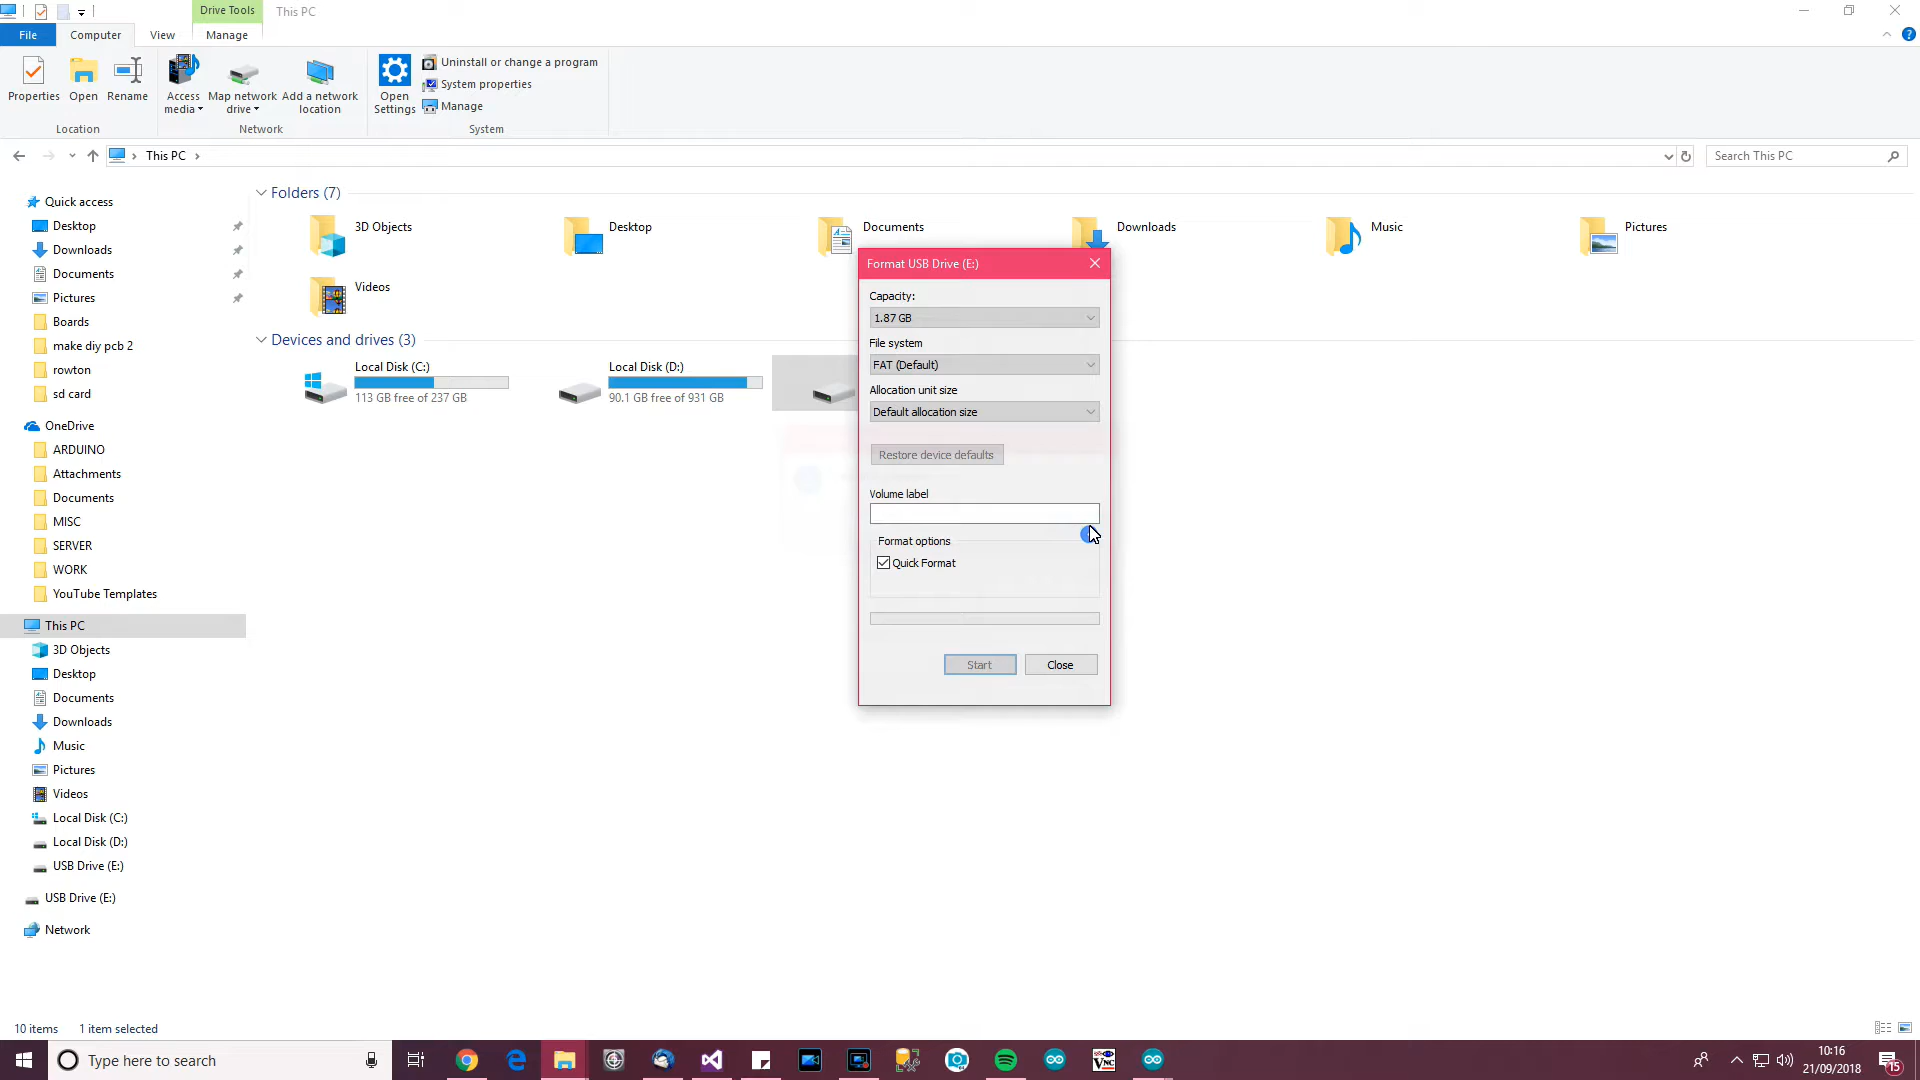 Drive Tools
This PC
File
Computer
View
Manage
Properties
Open
Rename
Access media
Map network drive
Add a network location
Open Settings
Uninstall or change a program
System properties
Manage
Location
Network
System
This PC
Search This PC
Quick access
Desktop
Downloads
Documents
Pictures
Boards
make diy pcb 2
rowton
sd card
OneDrive
ARDUINO
Attachments
Documents
MISC
SERVER
WORK
YouTube Templates
This PC
3D Objects
Desktop
Documents
Downloads
Music
Pictures
Videos
Local Disk (C:)
Local Disk (D:)
USB Drive (E:)
USB Drive (E:)
Network
Folders (7)
3D Objects
Desktop
Documents
Downloads
Music
Pictures
Videos
Devices and drives (3)
Local Disk (C:)
113 GB free of 237 GB
Local Disk (D:)
90.1 GB free of 931 GB
Format USB Drive (E:)
Capacity:
1.87 GB
File system
FAT (Default)
Allocation unit size
Default allocation size
Restore device defaults
Volume label
Format options
Quick Format
Start
Close
10 items
1 item selected
Type here to search
VNC
10:16
21/09/2018
15